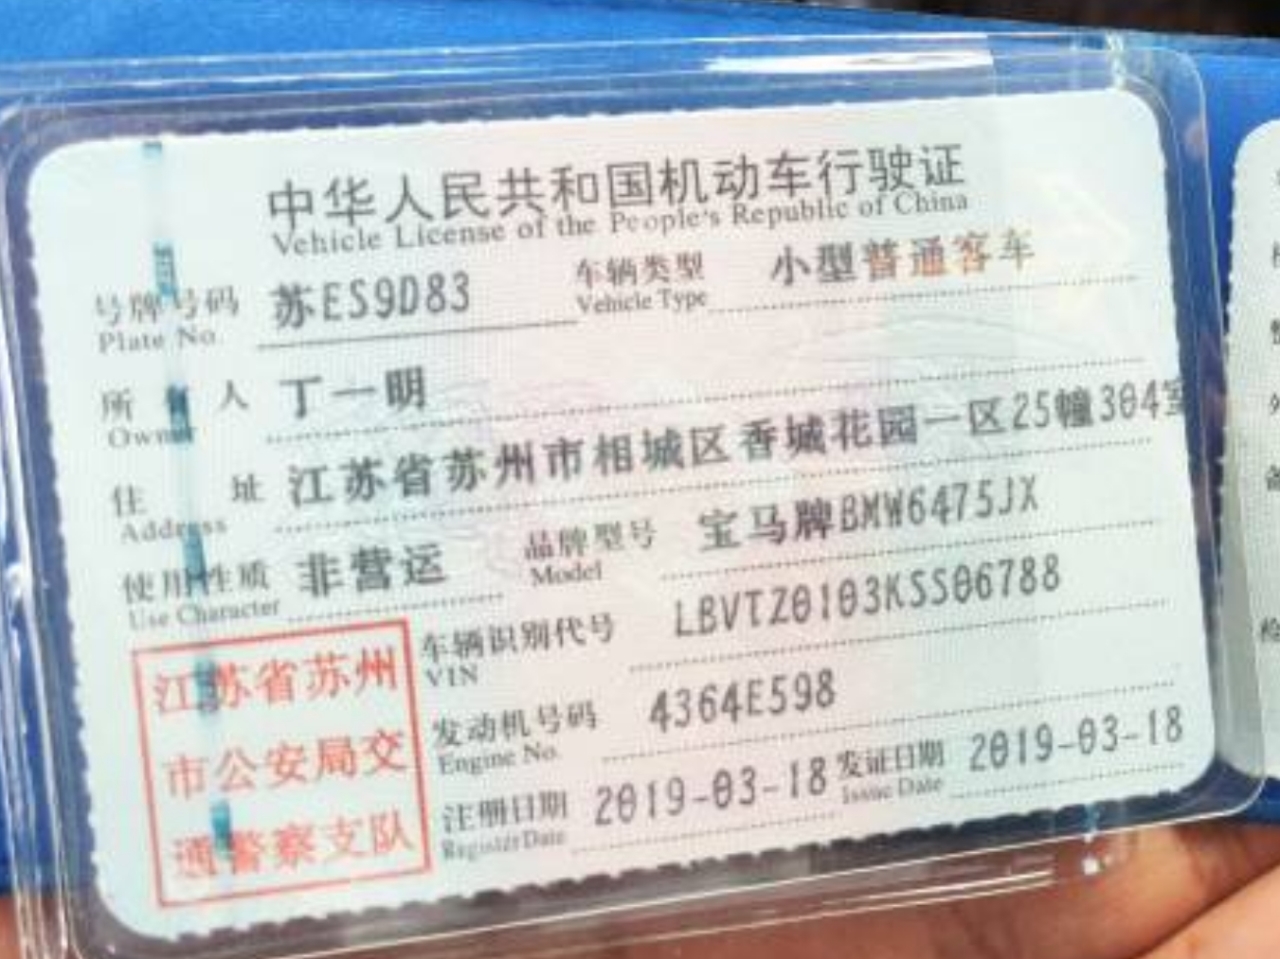 中华人民共和国机动车行驶证
Vehicle License of the People's Republic of China
号牌号码 苏ES9D83 车辆类型 小型普通客车
Plate No. Vehicle Type
所 人 丁一明
Owner
住 址 江苏省苏州市相城区香城花园一区25幢304室
Address
使用性质 非营运 品牌型号 宝马牌BMW6475JX
Use Character Model
车辆识别代号 LBVTZ0103KSS06788
VIN
发动机号码 4364E598
Engine No.
注册日期 2019-03-18 发证日期 2019-03-18
Register Date Issue Date
江苏省苏州
市公安局交
通警察支队